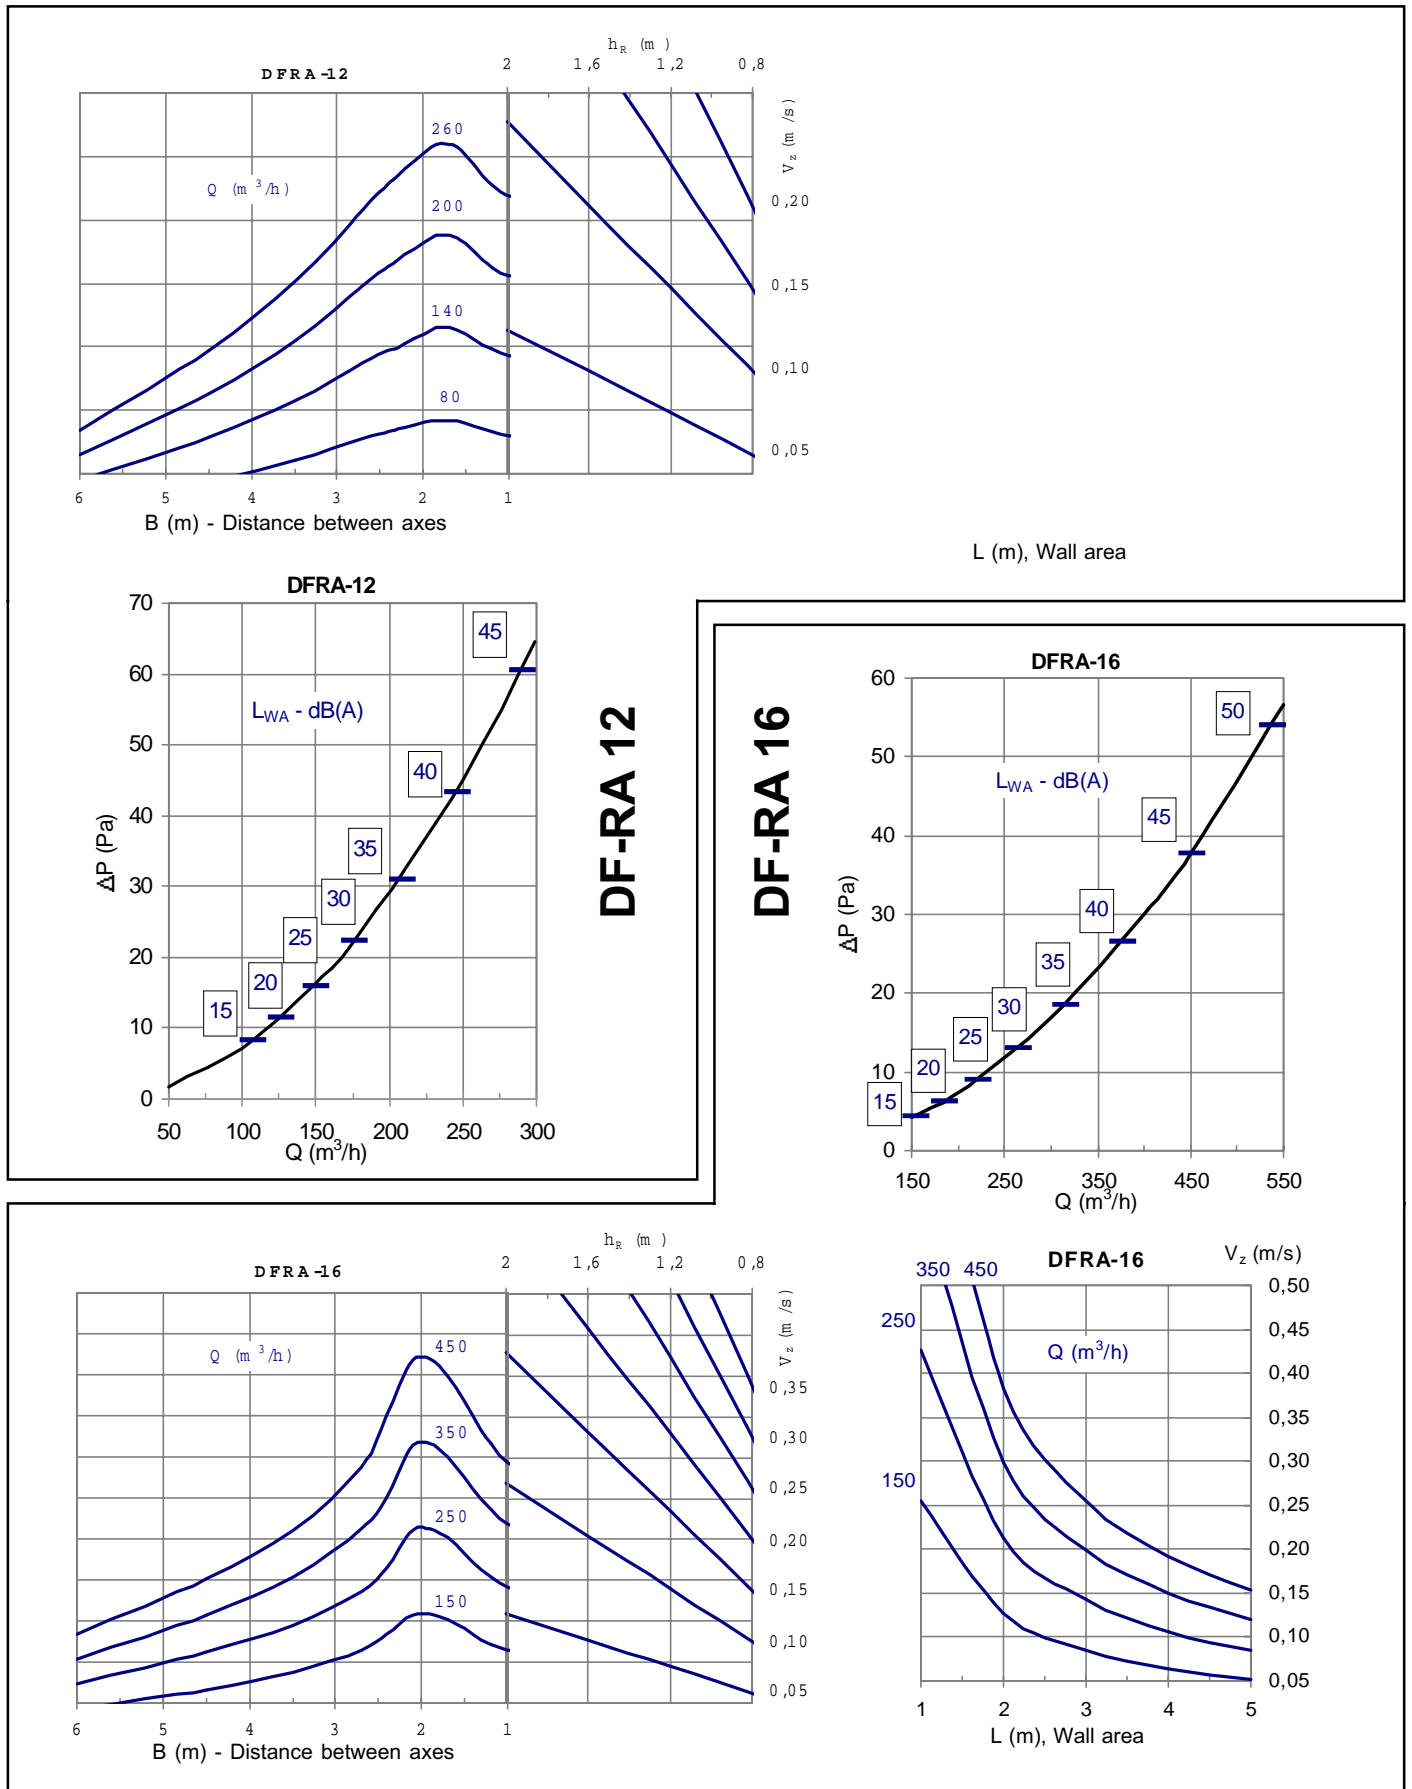 h_R (m)
DFRA-12
2 1,6 1,2 0,8
V_z (m/s)
260
Q (m³/h)
0,20
200
0,15
140
0,10
80
0,05
6 5 4 3 2 1
B (m) - Distance between axes
L (m), Wall area
DFRA-12
70
60
50
40
30
20
10
0
ΔP (Pa)
L_WA - dB(A)
45
40
35
30
25
20
15
50 100 150 200 250 300
Q (m³/h)
DF-RA 12
DF-RA 16
DFRA-16
60
50
40
30
20
10
0
ΔP (Pa)
L_WA - dB(A)
50
45
40
35
30
25
20
15
150 250 350 450 550
Q (m³/h)
h_R (m)
DFRA-16
2 1,6 1,2 0,8
V_z (m/s)
Q (m³/h)
450
350
250
150
0,35
0,30
0,25
0,20
0,15
0,10
0,05
6 5 4 3 2 1
B (m) - Distance between axes
DFRA-16
V_z (m/s)
350 450
250
150
Q (m³/h)
0,50
0,45
0,40
0,35
0,30
0,25
0,20
0,15
0,10
0,05
1 2 3 4 5
L (m), Wall area